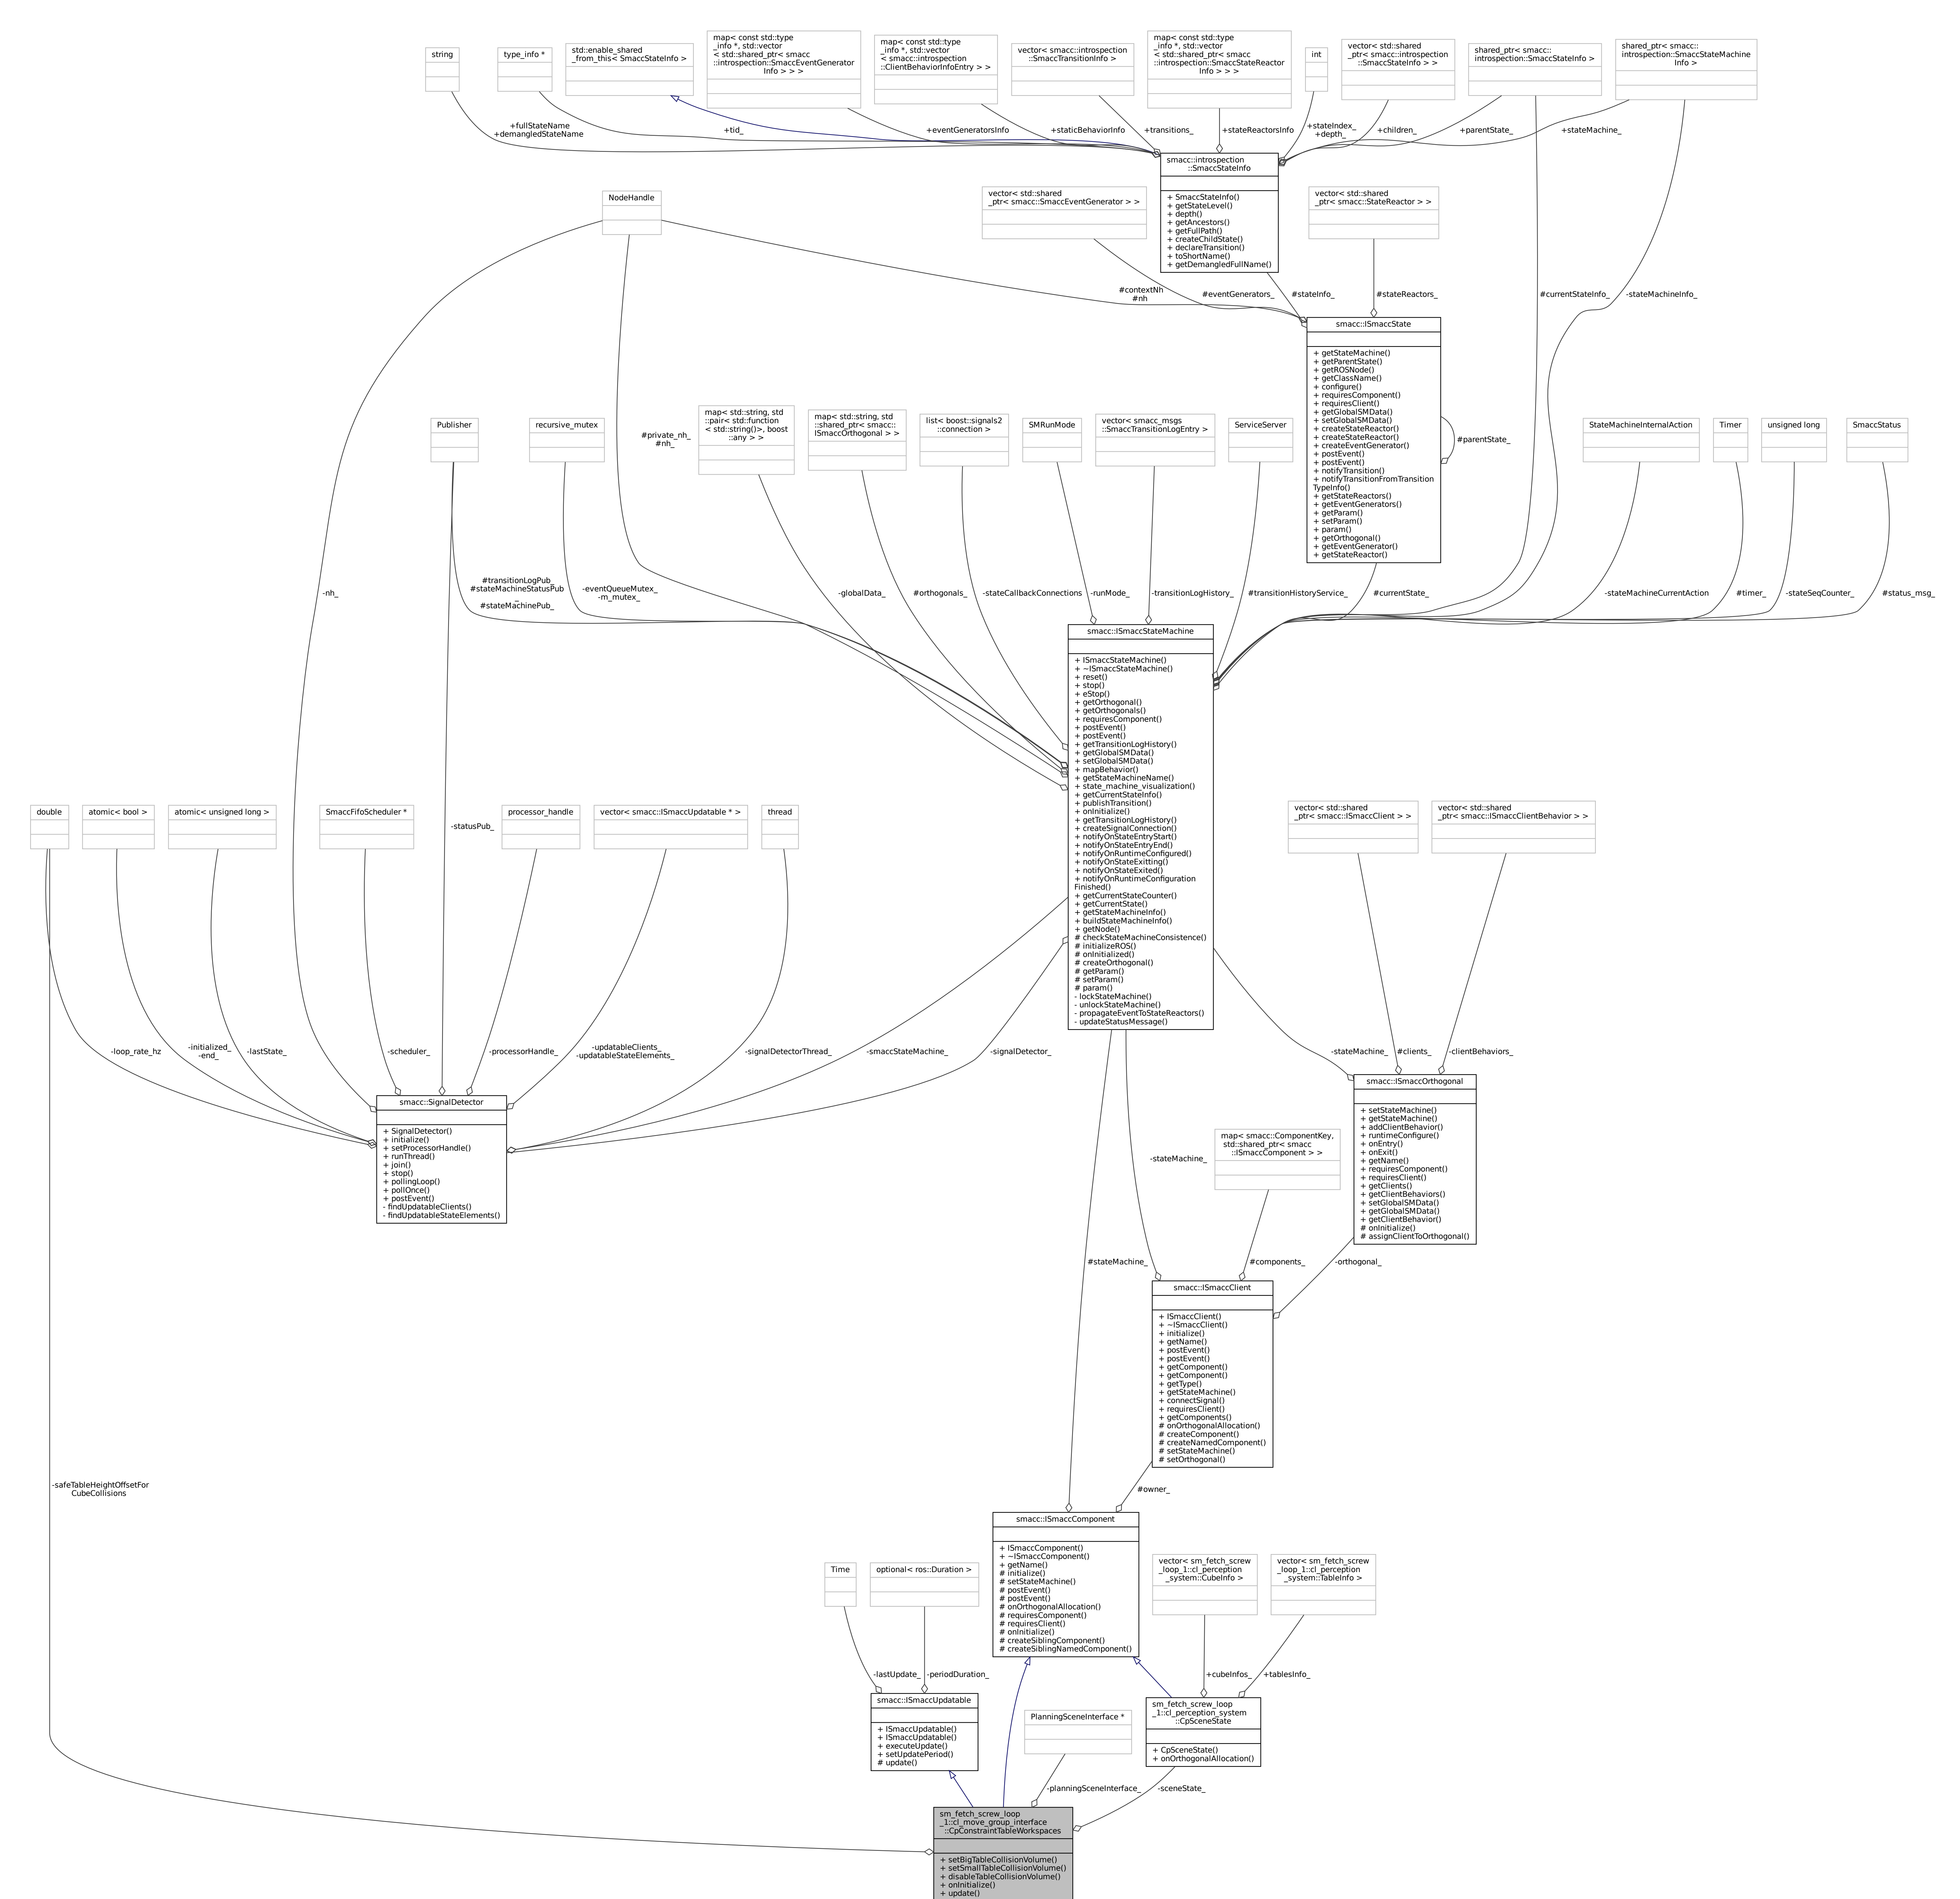 string
type_info *
std::enable_shared
_from_this< SmaccStateInfo >
map< const std::type
_info *, std::vector
< std::shared_ptr< smacc
::introspection::SmaccEventGenerator
Info > > >
map< const std::type
_info *, std::vector
< smacc::introspection
::ClientBehaviorInfoEntry > >
vector< smacc::introspection
::SmaccTransitionInfo >
map< const std::type
_info *, std::vector
< std::shared_ptr< smacc
::introspection::SmaccStateReactor
Info > > >
int
vector< std::shared
_ptr< smacc::introspection
::SmaccStateInfo > >
shared_ptr< smacc::
introspection::SmaccStateInfo >
shared_ptr< smacc::
introspection::SmaccStateMachine
Info >
+fullStateName
+demangledStateName
+tid_
+eventGeneratorsInfo
+staticBehaviorInfo
+transitions_
+stateReactorsInfo
+stateIndex_
+depth_
+children_
+parentState_
+stateMachine_
smacc::introspection
::SmaccStateInfo
+ SmaccStateInfo()
+ getStateLevel()
+ depth()
+ getAncestors()
+ getFullPath()
+ createChildState()
+ declareTransition()
+ toShortName()
+ getDemangledFullName()
NodeHandle
vector< std::shared
_ptr< smacc::SmaccEventGenerator > >
vector< std::shared
_ptr< smacc::StateReactor > >
#contextNh
#nh
#eventGenerators_
#stateInfo_
#stateReactors_
#currentStateInfo_
-stateMachineInfo_
smacc::ISmaccState
+ getStateMachine()
+ getParentState()
+ getROSNode()
+ getClassName()
+ configure()
+ requiresComponent()
+ requiresClient()
+ getGlobalSMData()
+ setGlobalSMData()
+ createStateReactor()
+ createStateReactor()
+ createEventGenerator()
+ postEvent()
+ postEvent()
+ notifyTransition()
+ notifyTransitionFromTransition
TypeInfo()
+ getStateReactors()
+ getEventGenerators()
+ getParam()
+ setParam()
+ param()
+ getOrthogonal()
+ getEventGenerator()
+ getStateReactor()
#parentState_
Publisher
recursive_mutex
#private_nh_
#nh_
map< std::string, std
::pair< std::function
< std::string()>, boost
::any > >
map< std::string, std
::shared_ptr< smacc::
ISmaccOrthogonal > >
list< boost::signals2
::connection >
SMRunMode
vector< smacc_msgs
::SmaccTransitionLogEntry >
ServiceServer
StateMachineInternalAction
Timer
unsigned long
SmaccStatus
-nh_
#transitionLogPub_
#stateMachineStatusPub
_
#stateMachinePub_
-eventQueueMutex_
-m_mutex_
-globalData_
#orthogonals_
-stateCallbackConnections
-runMode_
-transitionLogHistory_
#transitionHistoryService_
#currentState_
-stateMachineCurrentAction
#timer_
-stateSeqCounter_
#status_msg_
smacc::ISmaccStateMachine
+ ISmaccStateMachine()
+ ~ISmaccStateMachine()
+ reset()
+ stop()
+ eStop()
+ getOrthogonal()
+ getOrthogonals()
+ requiresComponent()
+ postEvent()
+ postEvent()
+ getTransitionLogHistory()
+ getGlobalSMData()
+ setGlobalSMData()
+ mapBehavior()
+ getStateMachineName()
+ state_machine_visualization()
+ getCurrentStateInfo()
+ publishTransition()
+ onInitialize()
+ getTransitionLogHistory()
+ createSignalConnection()
+ notifyOnStateEntryStart()
+ notifyOnStateEntryEnd()
+ notifyOnRuntimeConfigured()
+ notifyOnStateExitting()
+ notifyOnStateExited()
+ notifyOnRuntimeConfiguration
Finished()
+ getCurrentStateCounter()
+ getCurrentState()
+ getStateMachineInfo()
+ buildStateMachineInfo()
+ getNode()
# checkStateMachineConsistence()
# initializeROS()
# onInitialized()
# createOrthogonal()
# getParam()
# setParam()
# param()
- lockStateMachine()
- unlockStateMachine()
- propagateEventToStateReactors()
- updateStatusMessage()
double
atomic< bool >
atomic< unsigned long >
SmaccFifoScheduler *
-statusPub_
processor_handle
vector< smacc::ISmaccUpdatable * >
thread
vector< std::shared
_ptr< smacc::ISmaccClient > >
vector< std::shared
_ptr< smacc::ISmaccClientBehavior > >
-loop_rate_hz
-initialized_
-end_
-lastState_
-scheduler_
-processorHandle_
-updatableClients_
-updatableStateElements_
-signalDetectorThread_
-smaccStateMachine_
-signalDetector_
-stateMachine_
#clients_
-clientBehaviors_
smacc::SignalDetector
+ SignalDetector()
+ initialize()
+ setProcessorHandle()
+ runThread()
+ join()
+ stop()
+ pollingLoop()
+ pollOnce()
+ postEvent()
- findUpdatableClients()
- findUpdatableStateElements()
smacc::ISmaccOrthogonal
+ setStateMachine()
+ getStateMachine()
+ addClientBehavior()
+ runtimeConfigure()
+ onEntry()
+ onExit()
+ getName()
+ requiresComponent()
+ requiresClient()
+ getClients()
+ getClientBehaviors()
+ setGlobalSMData()
+ getGlobalSMData()
+ getClientBehavior()
# onInitialize()
# assignClientToOrthogonal()
-stateMachine_
map< smacc::ComponentKey,
std::shared_ptr< smacc
::ISmaccComponent > >
#stateMachine_
#components_
-orthogonal_
smacc::ISmaccClient
+ ISmaccClient()
+ ~ISmaccClient()
+ initialize()
+ getName()
+ postEvent()
+ postEvent()
+ getComponent()
+ getComponent()
+ getType()
+ getStateMachine()
+ connectSignal()
+ requiresClient()
+ getComponents()
# onOrthogonalAllocation()
# createComponent()
# createNamedComponent()
# setStateMachine()
# setOrthogonal()
-safeTableHeightOffsetFor
CubeCollisions
#owner_
smacc::ISmaccComponent
+ ISmaccComponent()
+ ~ISmaccComponent()
+ getName()
# initialize()
# setStateMachine()
# postEvent()
# postEvent()
# onOrthogonalAllocation()
# requiresComponent()
# requiresClient()
# onInitialize()
# createSiblingComponent()
# createSiblingNamedComponent()
Time
optional< ros::Duration >
vector< sm_fetch_screw
_loop_1::cl_perception
_system::CubeInfo >
vector< sm_fetch_screw
_loop_1::cl_perception
_system::TableInfo >
-lastUpdate_
-periodDuration_
+cubeInfos_
+tablesInfo_
smacc::ISmaccUpdatable
+ ISmaccUpdatable()
+ ISmaccUpdatable()
+ executeUpdate()
+ setUpdatePeriod()
# update()
PlanningSceneInterface *
sm_fetch_screw_loop
_1::cl_perception_system
::CpSceneState
+ CpSceneState()
+ onOrthogonalAllocation()
-planningSceneInterface_
-sceneState_
sm_fetch_screw_loop
_1::cl_move_group_interface
::CpConstraintTableWorkspaces
+ setBigTableCollisionVolume()
+ setSmallTableCollisionVolume()
+ disableTableCollisionVolume()
+ onInitialize()
+ update()